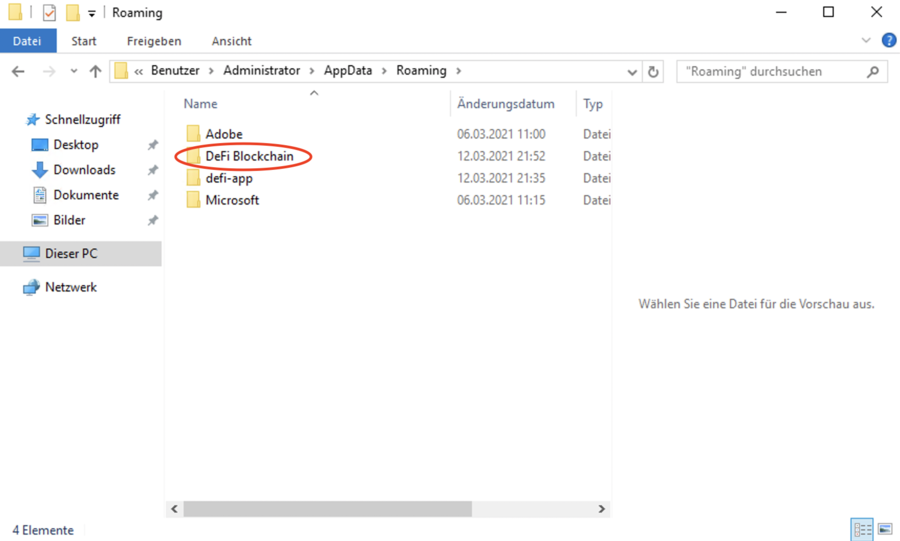 Roaming
Datei Start Freigeben Ansicht
« Benutzer › Administrator › AppData › Roaming › "Roaming" durchsuchen
Name Änderungsdatum Typ
Schnellzugriff
Desktop
Downloads
Dokumente
Bilder
Dieser PC
Netzwerk
Adobe 06.03.2021 11:00 Datei
DeFi Blockchain 12.03.2021 21:52 Datei
defi-app 12.03.2021 21:35 Datei
Microsoft 06.03.2021 11:15 Datei
Wählen Sie eine Datei für die Vorschau aus.
4 Elemente